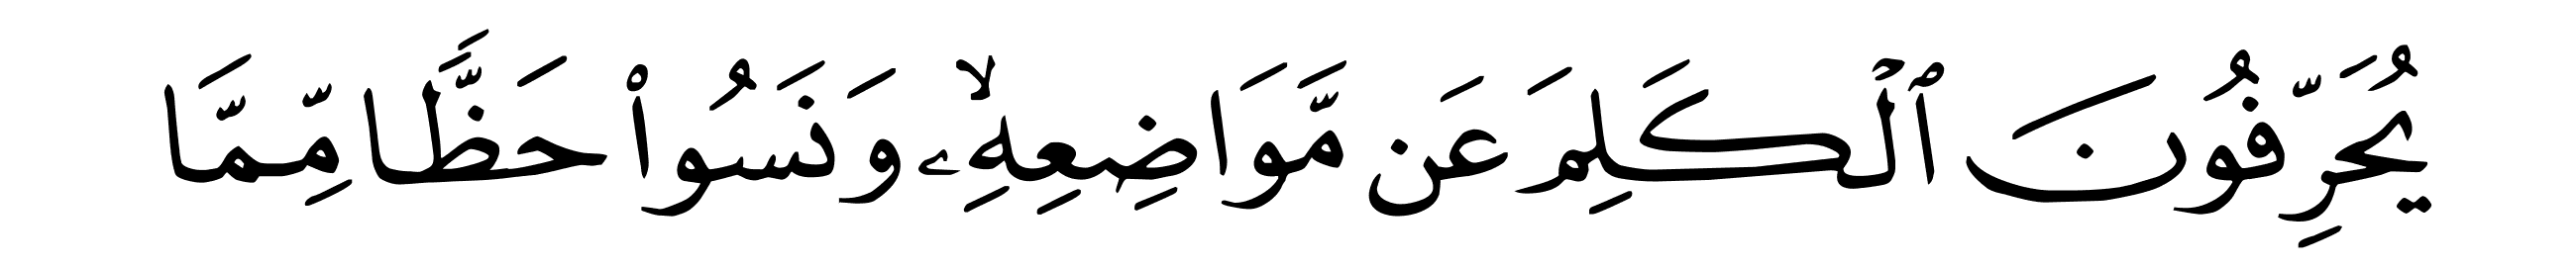 يُحَرِّفُونَ ٱلۡكَلِمَ عَن مَّوَاضِعِهِۦۙ وَنَسُواْ حَظّٗا مِّمَّا